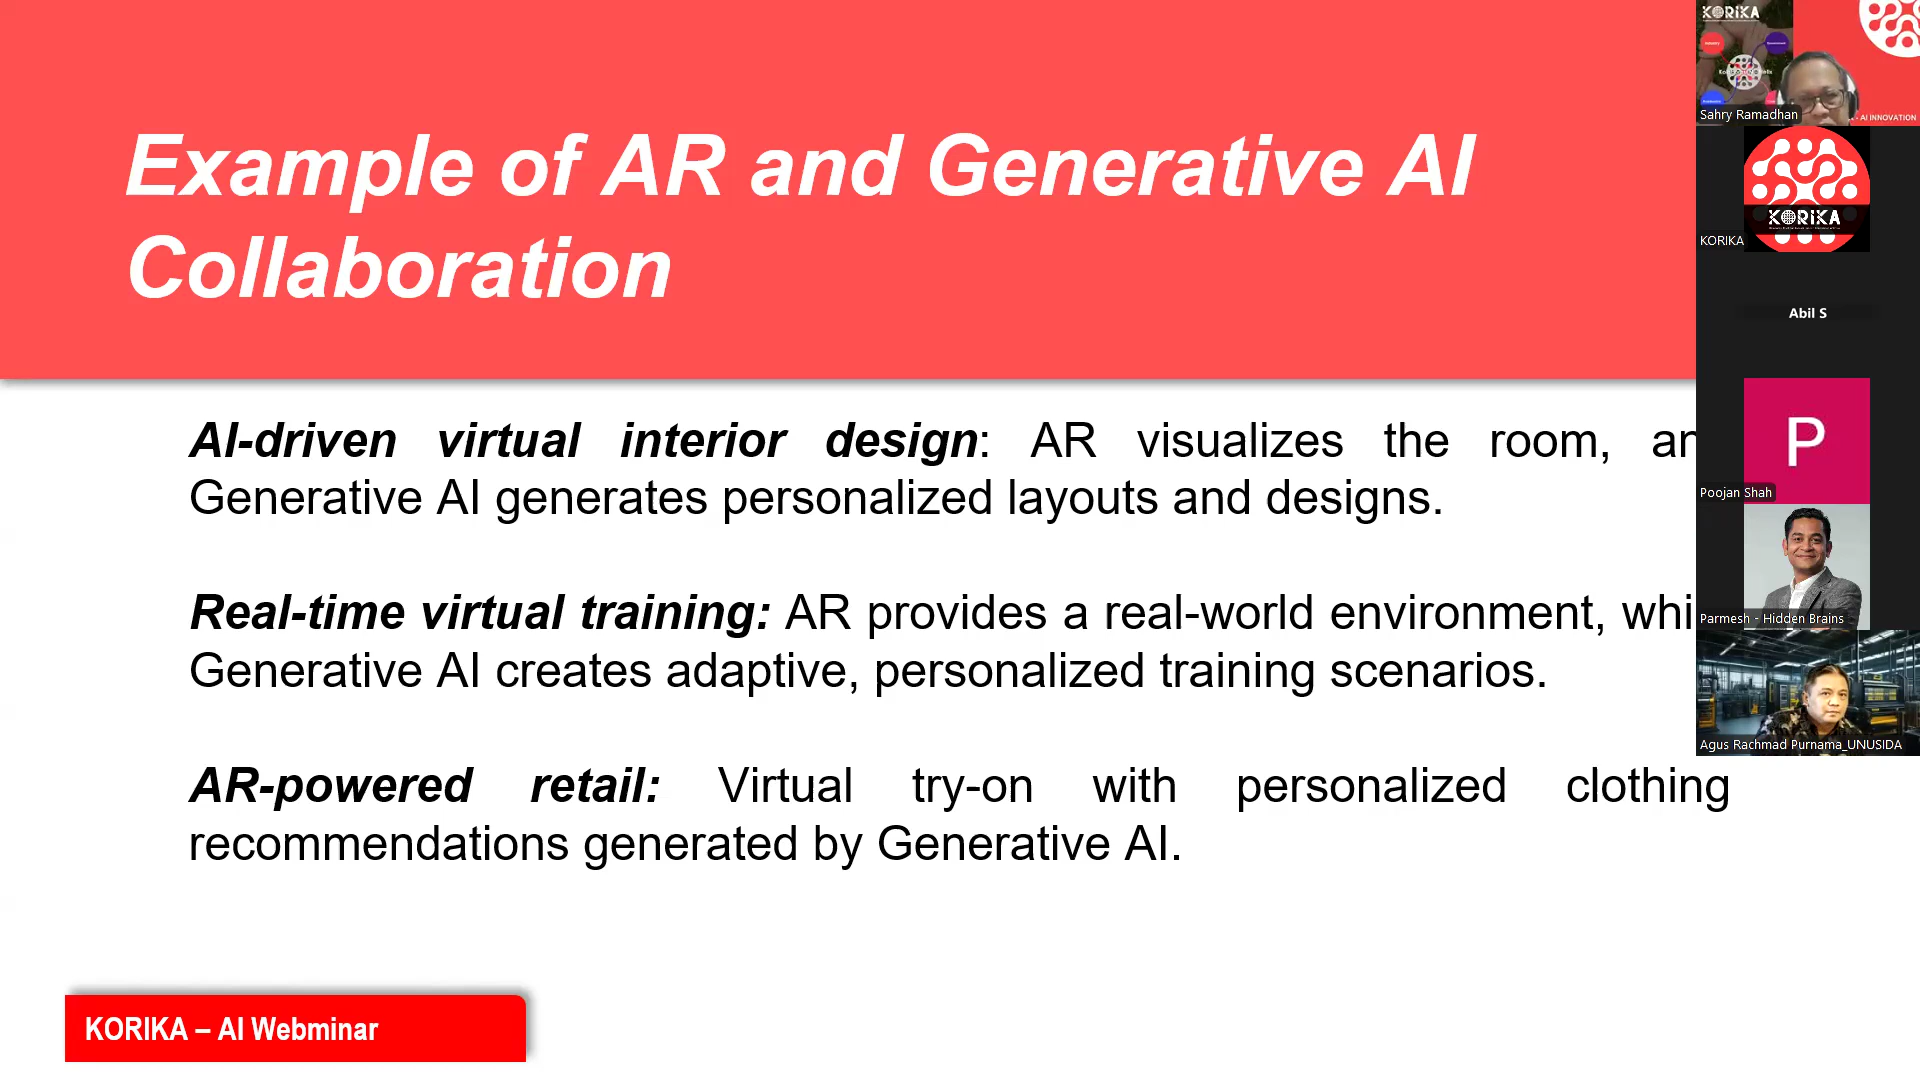 Example of AR and Generative AI
Collaboration
AI-driven virtual interior design: AR visualizes the room, an
Generative AI generates personalized layouts and designs.
Real-time virtual training: AR provides a real-world environment, whi
Generative AI creates adaptive, personalized training scenarios.
AR-powered retail: Virtual try-on with personalized clothing
recommendations generated by Generative AI.
KORIKA – AI Webminar
KORIKA
Sahry Ramadhan
- AI INNOVATION
KORIKA
KORIKA
Abil S
P
Poojan Shah
Parmesh - Hidden Brains
Agus Rachmad Purnama_UNUSIDA